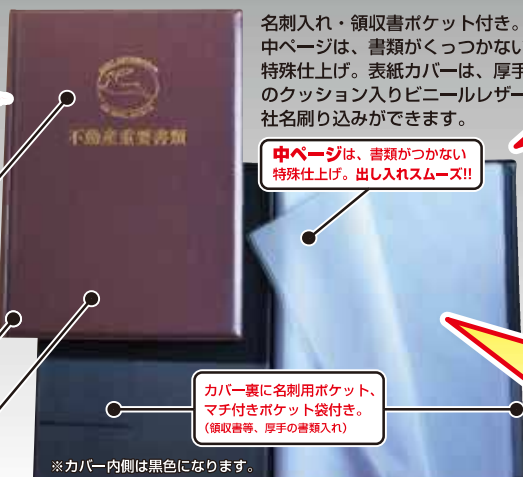 名刺入れ・領収書ポケット付き。
中ページは、書類がくっつかない
特殊仕上げ。表紙カバーは、厚手
のクッション入りビニールレザー
社名刷り込みができます。
不動産重要書類
中ページは、書類がつかない
特殊仕上げ。出し入れスムーズ!!
カバー裏に名刺用ポケット、
マチ付きポケット袋付き。
(領収書等、厚手の書類入れ)
※カバー内側は黒色になります。